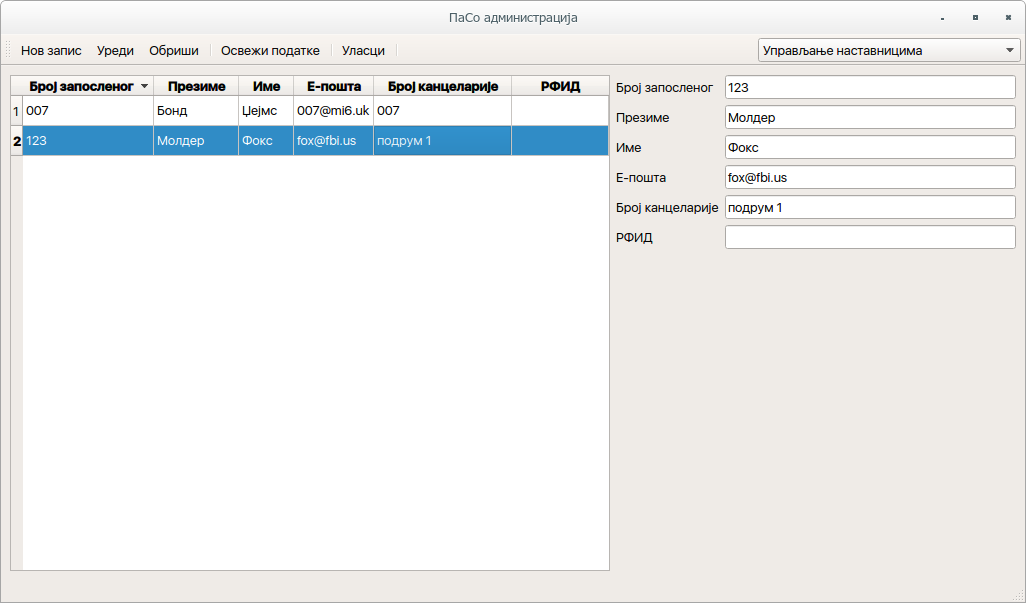 ПаСо администрација
Нов запис Уреди Обриши Освежи податке Уласци Управљање наставницима
Број запосленог Презиме Име Е-пошта Број канцеларије РФИД
1 007 Бонд Џејмс 007@mi6.uk 007
2 123 Молдер Фокс fox@fbi.us подрум 1
Број запосленог 123
Презиме Молдер
Име Фокс
Е-пошта fox@fbi.us
Број канцеларије подрум 1
РФИД